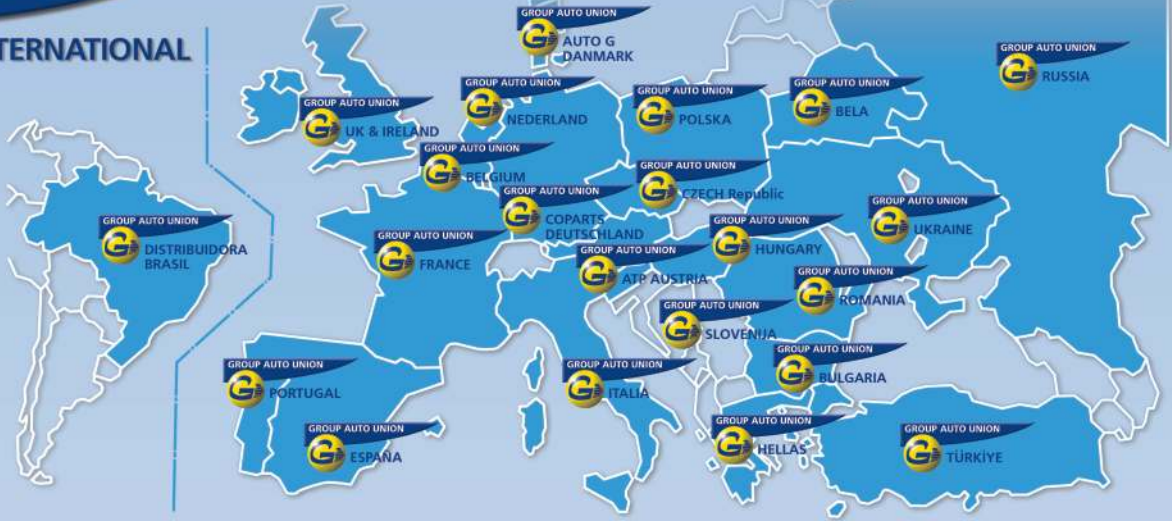 TERNATIONAL
GROUP AUTO UNION
AUTO G
DANMARK
GROUP AUTO UNION
RUSSIA
GROUP AUTO UNION
UK & IRELAND
GROUP AUTO UNION
NEDERLAND
GROUP AUTO UNION
POLSKA
GROUP AUTO UNION
BELA
GROUP AUTO UNION
BELGIUM
GROUP AUTO UNION
CZECH Republic
GROUP AUTO UNION
COPARTS
DEUTSCHLAND
GROUP AUTO UNION
UKRAINE
GROUP AUTO UNION
DISTRIBUIDORA
BRASIL
GROUP AUTO UNION
FRANCE
GROUP AUTO UNION
HUNGARY
GROUP AUTO UNION
ATP AUSTRIA
GROUP AUTO UNION
ROMANIA
GROUP AUTO UNION
SLOVENIJA
GROUP AUTO UNION
PORTUGAL
GROUP AUTO UNION
ITALIA
GROUP AUTO UNION
BULGARIA
GROUP AUTO UNION
ESPAÑA
GROUP AUTO UNION
HELLAS
GROUP AUTO UNION
TÜRKİYE